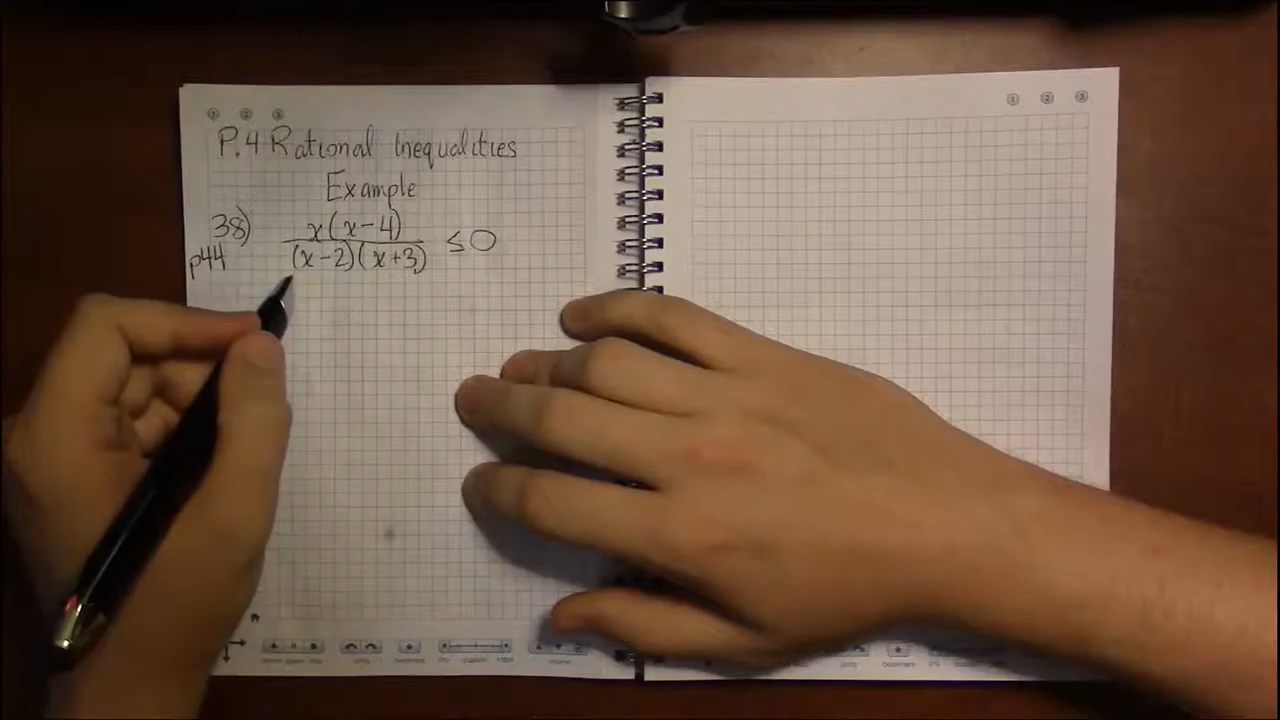 P.4 Rational Inequalities
Example
38) x(x-4)
p44 (x-2)(x+3) ≤0